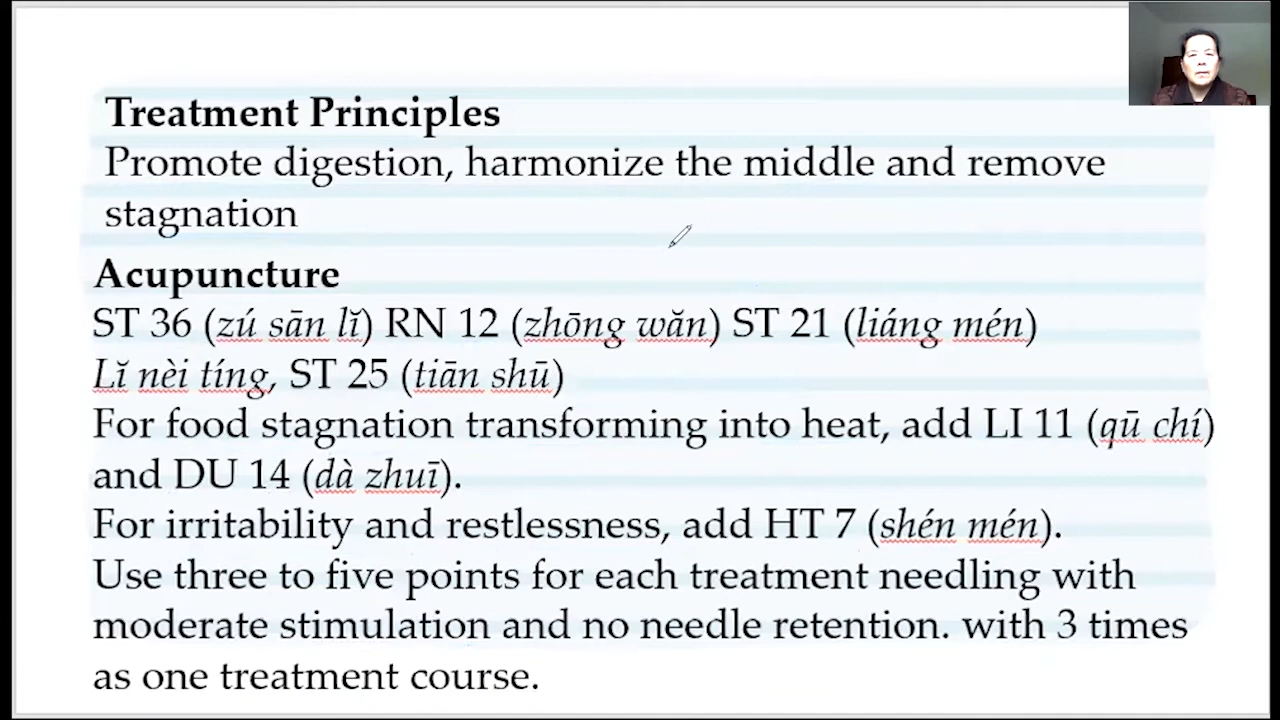 Treatment Principles
Promote digestion, harmonize the middle and remove
stagnation
Acupuncture
ST 36 (zú sān lǐ) RN 12 (zhōng wǎn) ST 21 (liáng mén)
Lǐ nèi tíng, ST 25 (tiān shū)
For food stagnation transforming into heat, add LI 11 (qū chí)
and DU 14 (dà zhuī).
For irritability and restlessness, add HT 7 (shén mén).
Use three to five points for each treatment needling with
moderate stimulation and no needle retention. with 3 times
as one treatment course.